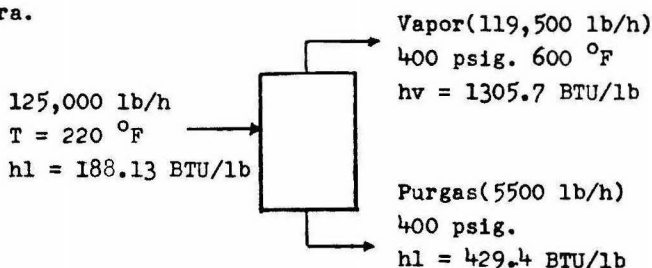 ra.
Vapor(119,500 lb/h)
400 psig. 600 °F
hv = 1305.7 BTU/lb
125,000 lb/h
T = 220 °F
hl = 188.13 BTU/lb
Purgas(5500 lb/h)
400 psig.
hl = 429.4 BTU/lb